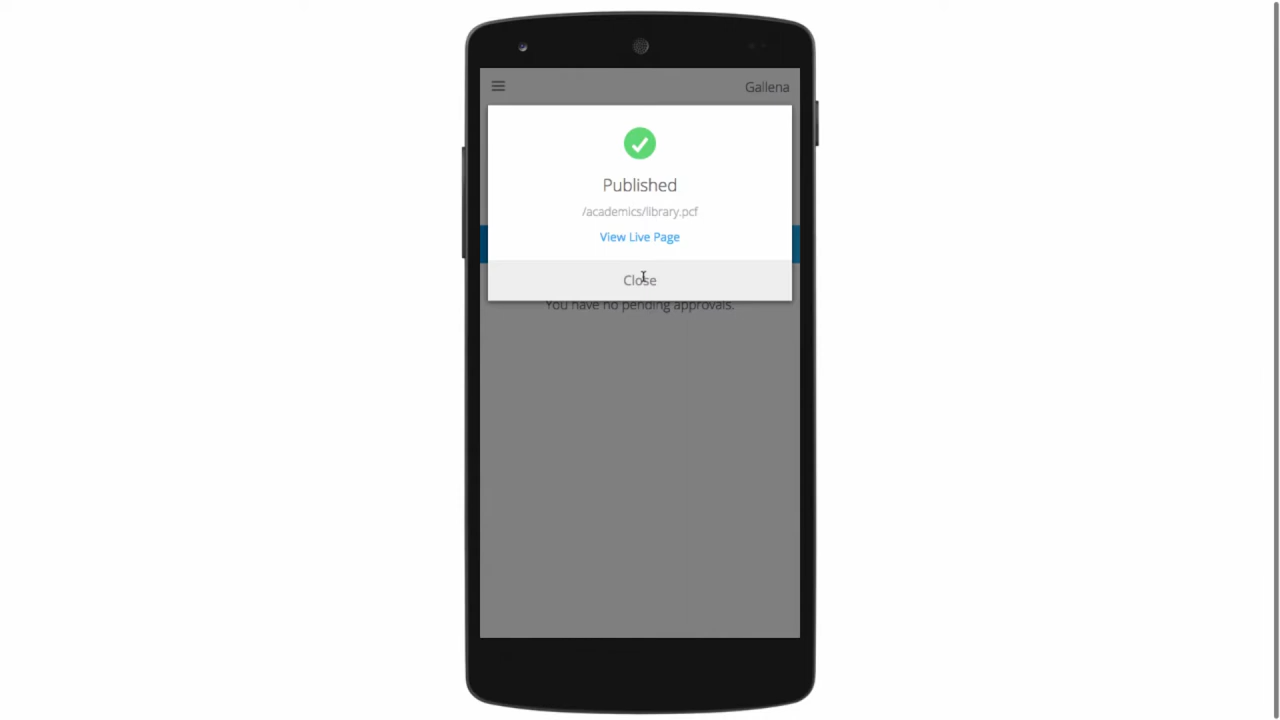 Gallena
Published
/academics/library.pcf
View Live Page
Close
You have no pending approvals.